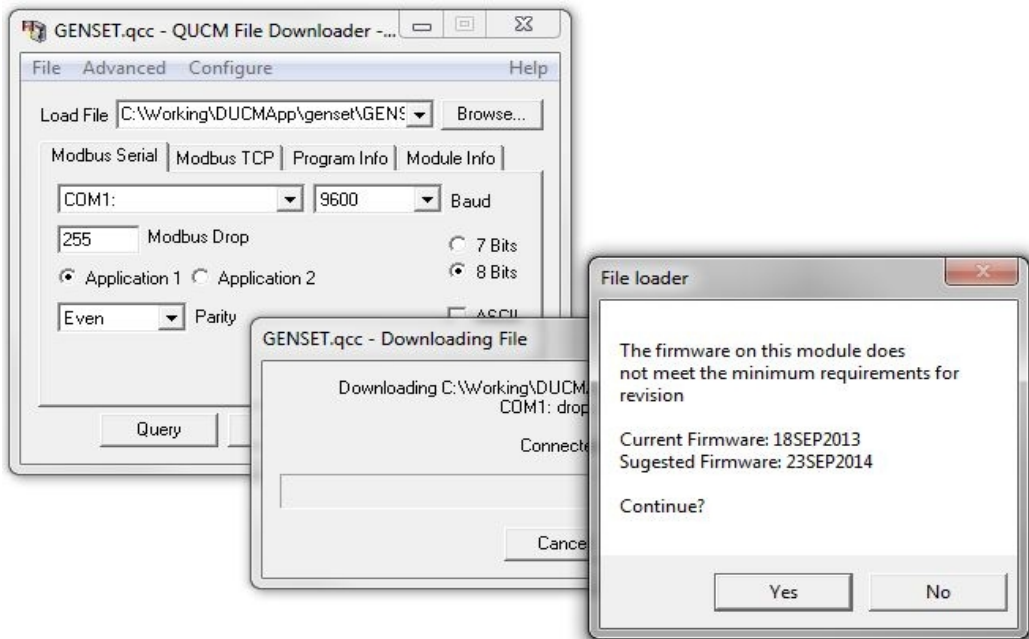 GENSET.qcc - QUCM File Downloader -...
File Advanced Configure Help
Load File C:\Working\DUCMApp\genset\GENS Browse...
Modbus Serial Modbus TCP Program Info Module Info
COM1: 9600 Baud
255 Modbus Drop
7 Bits
Application 1 Application 2
8 Bits
Even Parity
ASCII
Query
GENSET.qcc - Downloading File
Downloading C:\Working\DUCM
COM1: drop
Connecte
Cance
File loader
The firmware on this module does
not meet the minimum requirements for
revision
Current Firmware: 18SEP2013
Sugested Firmware: 23SEP2014
Continue?
Yes No